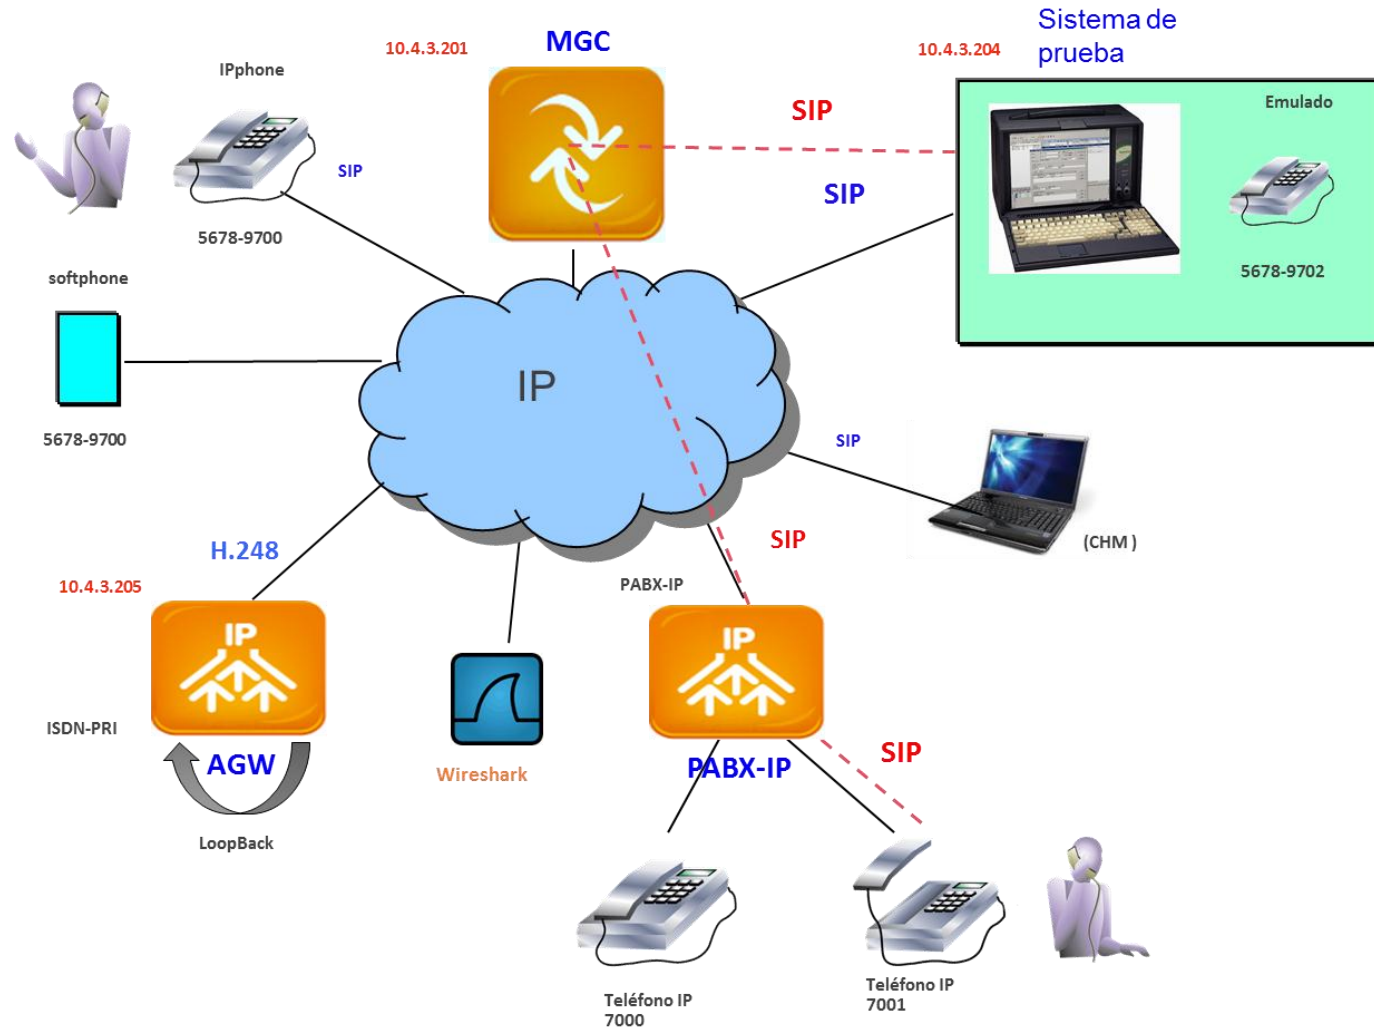 Sistema de
prueba
MGC
10.4.3.201
10.4.3.204
IPphone
SIP
Emulado
SIP
SIP
5678-9700
5678-9702
softphone
IP
5678-9700
SIP
H.248
SIP
(CHM )
10.4.3.205
PABX-IP
IP
IP
ISDN-PRI
AGW
Wireshark
PABX-IP
SIP
LoopBack
Teléfono IP
7000
Teléfono IP
7001